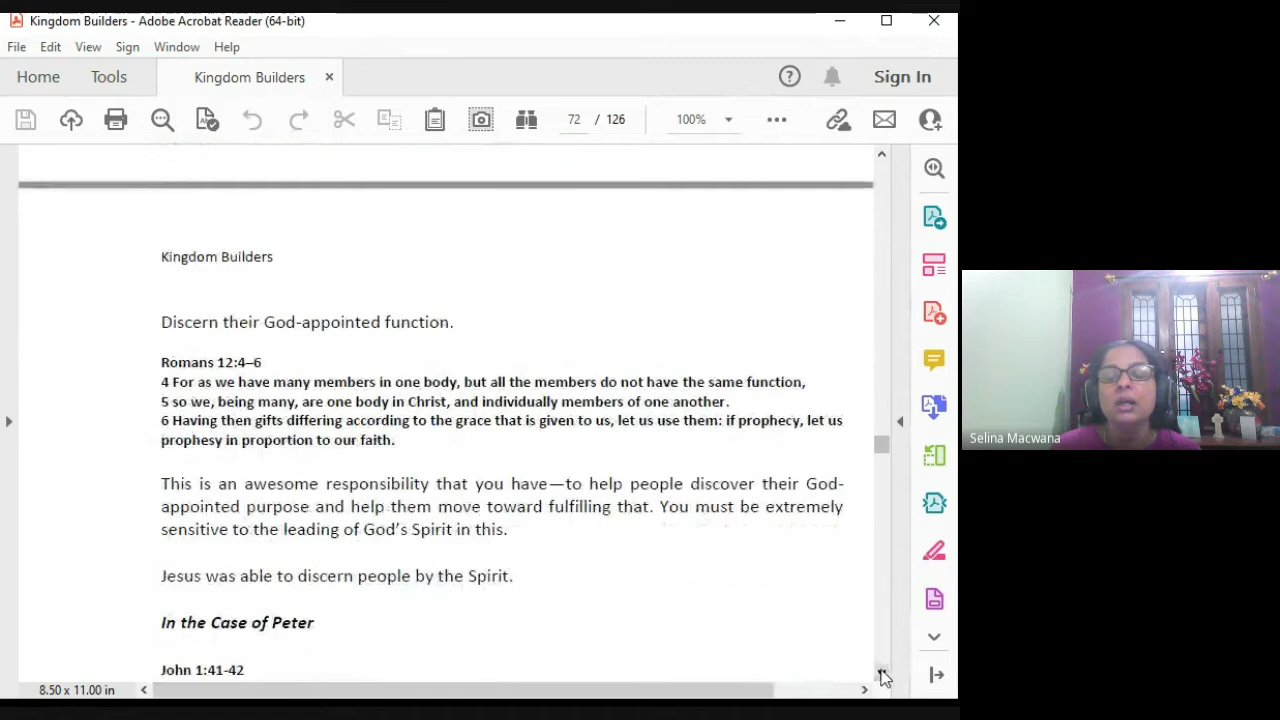 Kingdom Builders - Adobe Acrobat Reader (64-bit)
File Edit View Sign Window Help
Home Tools Kingdom Builders × Sign In
72 / 126 100%
Kingdom Builders
Discern their God-appointed function.
Romans 12:4–6
4 For as we have many members in one body, but all the members do not have the same function,
5 so we, being many, are one body in Christ, and individually members of one another.
6 Having then gifts differing according to the grace that is given to us, let us use them: if prophecy, let us
prophesy in proportion to our faith.
This is an awesome responsibility that you have—to help people discover their God-
appointed purpose and help them move toward fulfilling that. You must be extremely
sensitive to the leading of God's Spirit in this.
Jesus was able to discern people by the Spirit.
In the Case of Peter
John 1:41-42
8.50 x 11.00 in
Selina Macwana